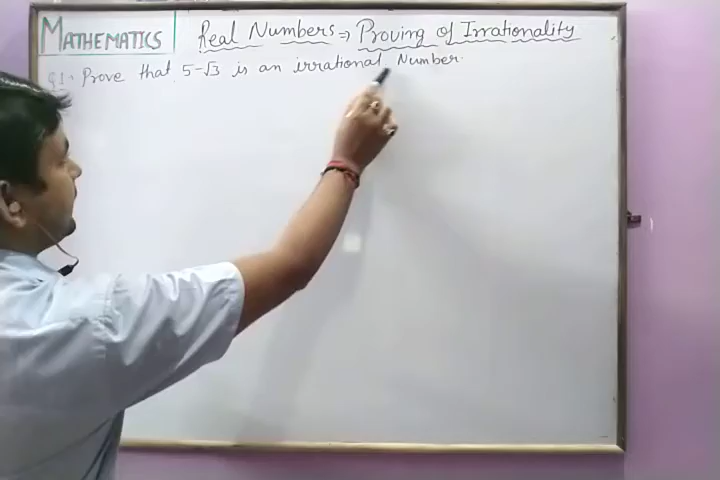 MATHEMATICS Real Numbers ⇒ Proving of Irrationality
Q1. Prove that 5-√3 is an irrational Number.